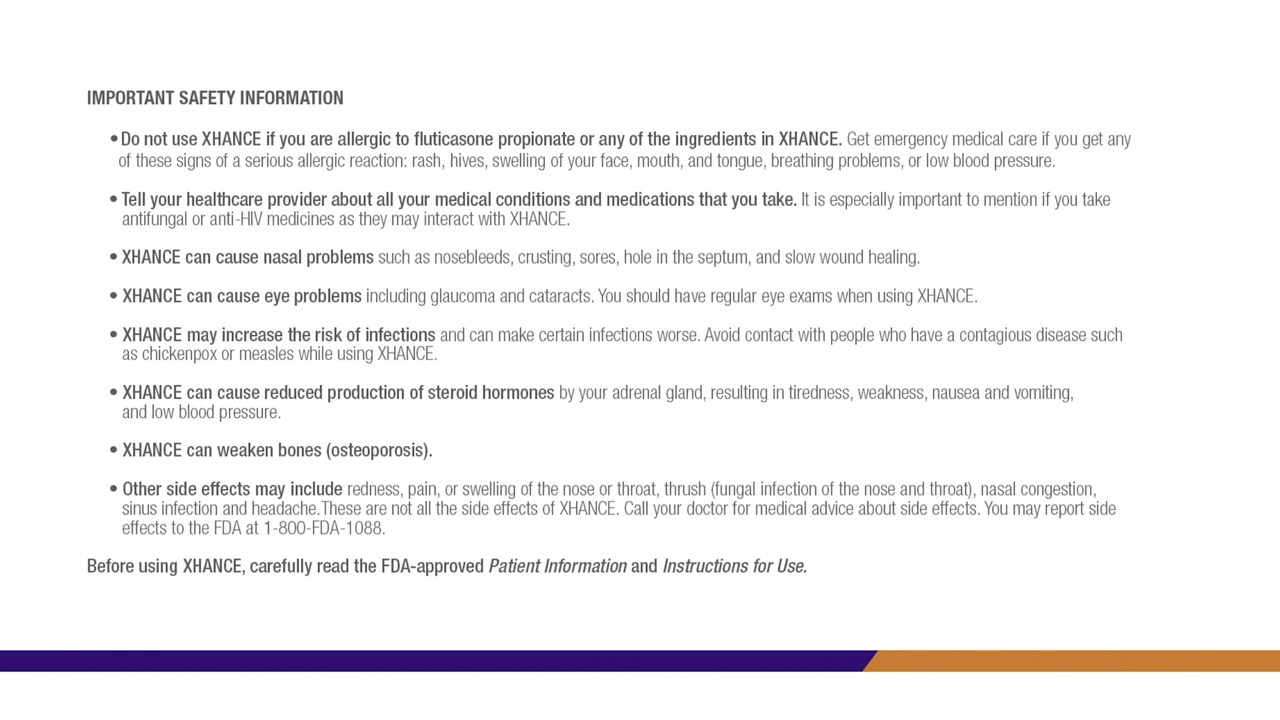 IMPORTANT SAFETY INFORMATION
• Do not use XHANCE if you are allergic to fluticasone propionate or any of the ingredients in XHANCE. Get emergency medical care if you get any
of these signs of a serious allergic reaction: rash, hives, swelling of your face, mouth, and tongue, breathing problems, or low blood pressure.
• Tell your healthcare provider about all your medical conditions and medications that you take. It is especially important to mention if you take
antifungal or anti-HIV medicines as they may interact with XHANCE.
• XHANCE can cause nasal problems such as nosebleeds, crusting, sores, hole in the septum, and slow wound healing.
• XHANCE can cause eye problems including glaucoma and cataracts. You should have regular eye exams when using XHANCE.
• XHANCE may increase the risk of infections and can make certain infections worse. Avoid contact with people who have a contagious disease such
as chickenpox or measles while using XHANCE.
• XHANCE can cause reduced production of steroid hormones by your adrenal gland, resulting in tiredness, weakness, nausea and vomiting,
and low blood pressure.
• XHANCE can weaken bones (osteoporosis).
• Other side effects may include redness, pain, or swelling of the nose or throat, thrush (fungal infection of the nose and throat), nasal congestion,
sinus infection and headache.These are not all the side effects of XHANCE. Call your doctor for medical advice about side effects. You may report side
effects to the FDA at 1-800-FDA-1088.
Before using XHANCE, carefully read the FDA-approved Patient Information and Instructions for Use.